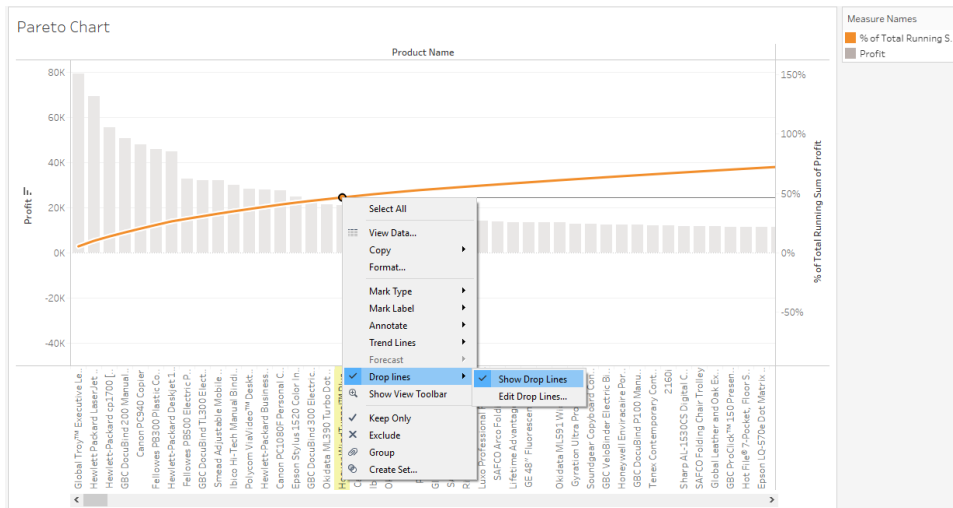 Pareto Chart
Measure Names
% of Total Running S..
Profit
Product Name
80K
60K
40K
20K
0K
-20K
-40K
Profit
150%
100%
50%
0%
-50%
% of Total Running Sum of Profit
Select All
View Data...
Copy
Format...
Mark Type
Mark Label
Annotate
Trend Lines
Forecast
Drop lines
Show View Toolbar
Keep Only
Exclude
Group
Create Set...
Show Drop Lines
Edit Drop Lines...
Global Troy™ Executive Le..
Hewlett Packard LaserJet ..
Hewlett-Packard cp1700 [..
GBC DocuBind 200 Manual..
Canon PC940 Copier
Fellowes PB300 Plastic Co..
Hewlett-Packard Deskjet 1..
Fellowes PB500 Electric P..
GBC DocuBind TL300 Elect..
Smead Adjustable Mobile ..
Ibico Hi-Tech Manual Bindi..
Polycom ViaVideo™ Deskt..
Hewlett-Packard Business..
Canon PC1080F Personal C..
Epson Stylus 1520 Color In..
GBC DocuBind 300 Electric..
Okidata ML390 Turbo Dot ..
Luxo Professional
SAFCO Arco Fold
Lifetime Advantag
GE 48" Fluorescen
Okidata ML591 Wi
Gyration Ultra Pro
Soundgear Copyboard Con..
GBC VeloBinder Electric Bi..
Honeywell Enviracaire Por..
GBC DocuBind P100 Manu..
Tennex Contemporary Cont..
2160i
Sharp AL-1530CS Digital C..
SAFCO Folding Chair Trolley
Global Leather and Oak Ex..
GBC ProClick™ 150 Presen..
Hot File® 7-Pocket, Floor S..
Epson LQ-570e Dot Matrix..